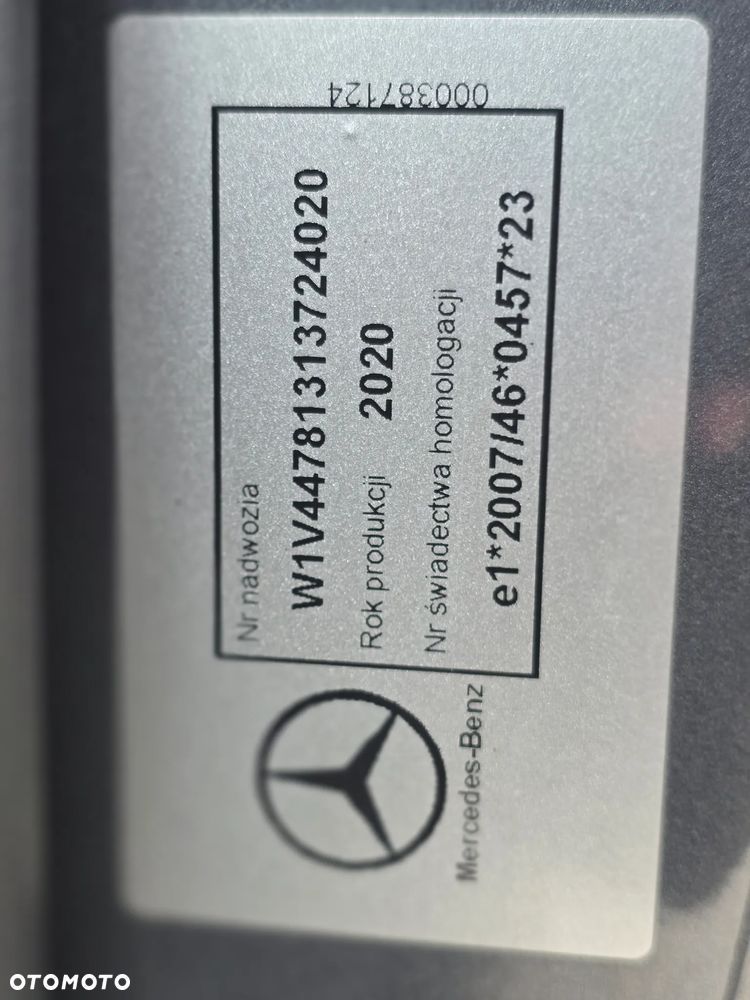 Nr nadwozia
W1V44781313724020
Rok produkcji 2020
Nr świadectwa homologacji
e1*2007/46*0457*23
Mercedes-Benz
000387124
OTOMOTO